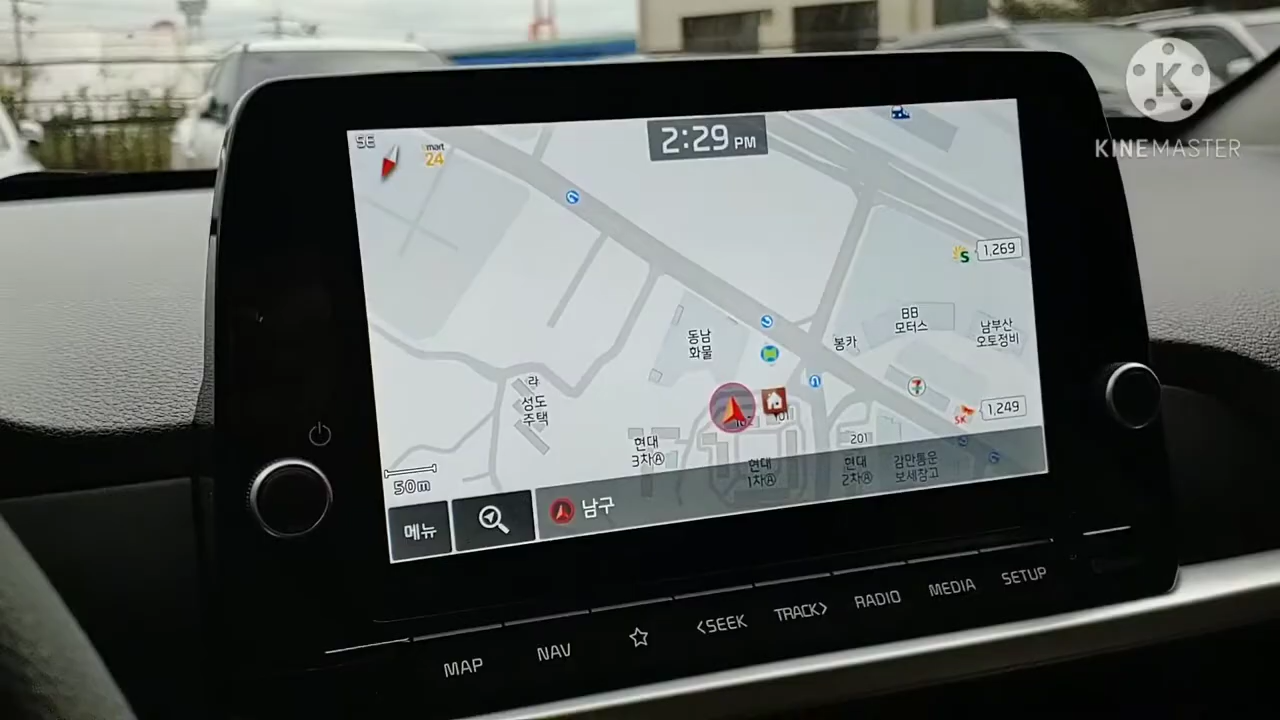 SE
mart
24
2:29 PM
KINEMASTER
1,269
BB
모터스
남부산
오토정비
동남
화물
봉카
라
성도
주택
SK
1,249
현대
3차Ⓐ
현대
1차Ⓐ
201
현대
2차Ⓐ
감만통운
보세창고
50m
메뉴
남구
MAP
NAV
<SEEK
TRACK>
RADIO
MEDIA
SETUP